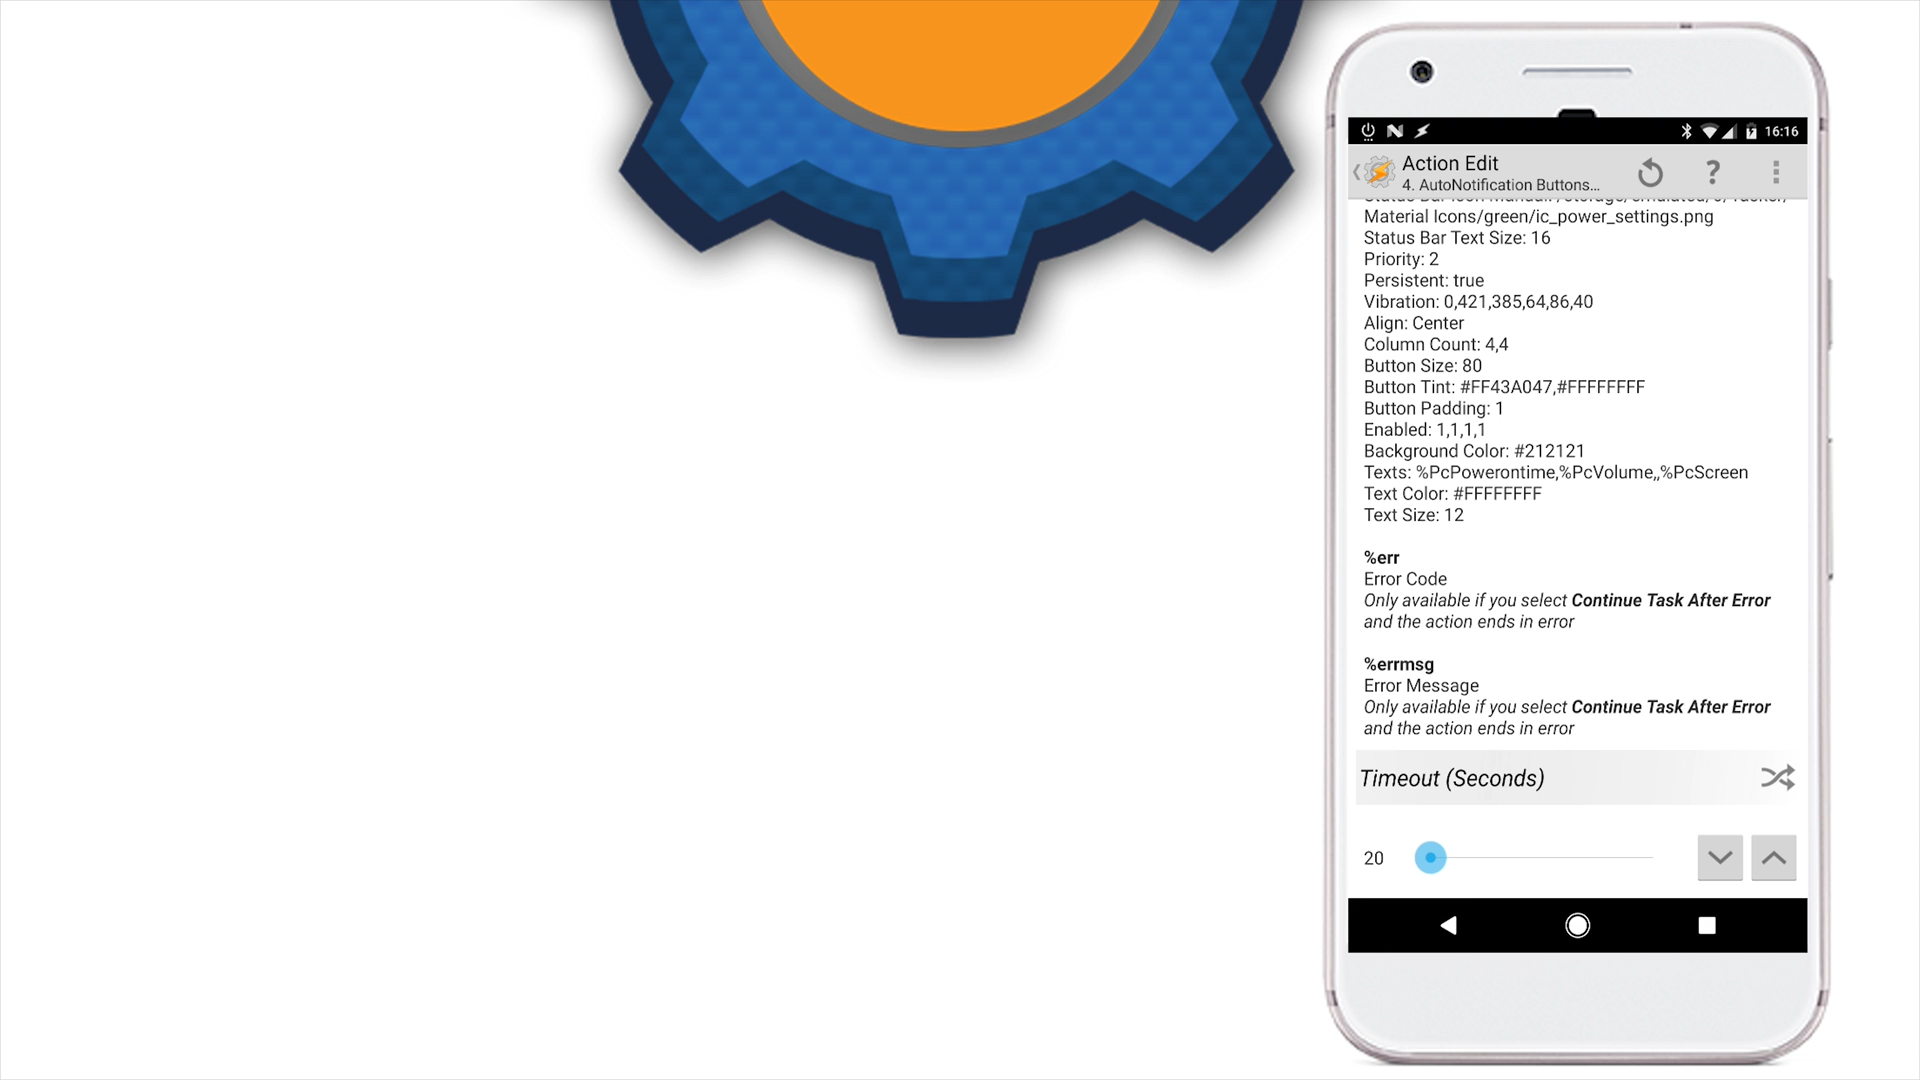 16:16
Action Edit
4. AutoNotification Buttons...
Material Icons/green/ic_power_settings.png
Status Bar Text Size: 16
Priority: 2
Persistent: true
Vibration: 0,421,385,64,86,40
Align: Center
Column Count: 4,4
Button Size: 80
Button Tint: #FF43A047,#FFFFFFFF
Button Padding: 1
Enabled: 1,1,1,1
Background Color: #212121
Texts: %PcPowerontime,%PcVolume,,%PcScreen
Text Color: #FFFFFFFF
Text Size: 12
%err
Error Code
Only available if you select Continue Task After Error
and the action ends in error
%errmsg
Error Message
Only available if you select Continue Task After Error
and the action ends in error
Timeout (Seconds)
20